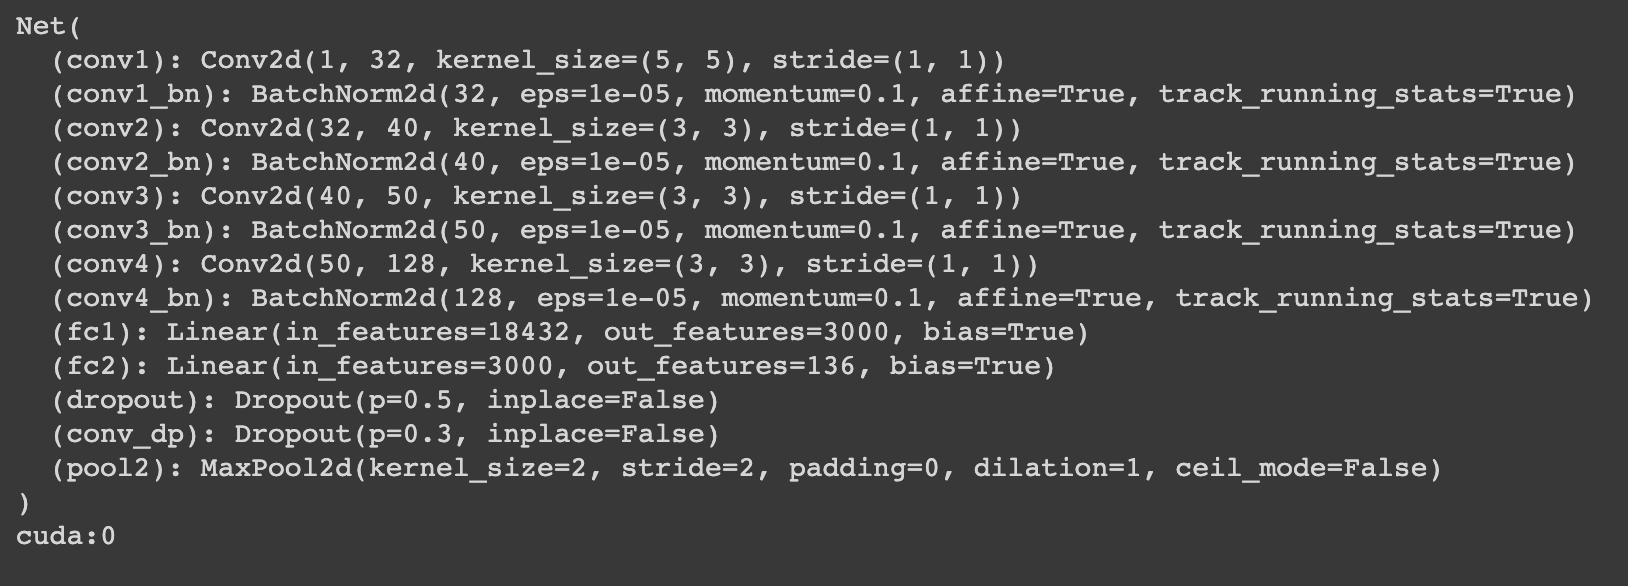 Net(
  (conv1): Conv2d(1, 32, kernel_size=(5, 5), stride=(1, 1))
  (conv1_bn): BatchNorm2d(32, eps=1e-05, momentum=0.1, affine=True, track_running_stats=True)
  (conv2): Conv2d(32, 40, kernel_size=(3, 3), stride=(1, 1))
  (conv2_bn): BatchNorm2d(40, eps=1e-05, momentum=0.1, affine=True, track_running_stats=True)
  (conv3): Conv2d(40, 50, kernel_size=(3, 3), stride=(1, 1))
  (conv3_bn): BatchNorm2d(50, eps=1e-05, momentum=0.1, affine=True, track_running_stats=True)
  (conv4): Conv2d(50, 128, kernel_size=(3, 3), stride=(1, 1))
  (conv4_bn): BatchNorm2d(128, eps=1e-05, momentum=0.1, affine=True, track_running_stats=True)
  (fc1): Linear(in_features=18432, out_features=3000, bias=True)
  (fc2): Linear(in_features=3000, out_features=136, bias=True)
  (dropout): Dropout(p=0.5, inplace=False)
  (conv_dp): Dropout(p=0.3, inplace=False)
  (pool2): MaxPool2d(kernel_size=2, stride=2, padding=0, dilation=1, ceil_mode=False)
)
cuda:0